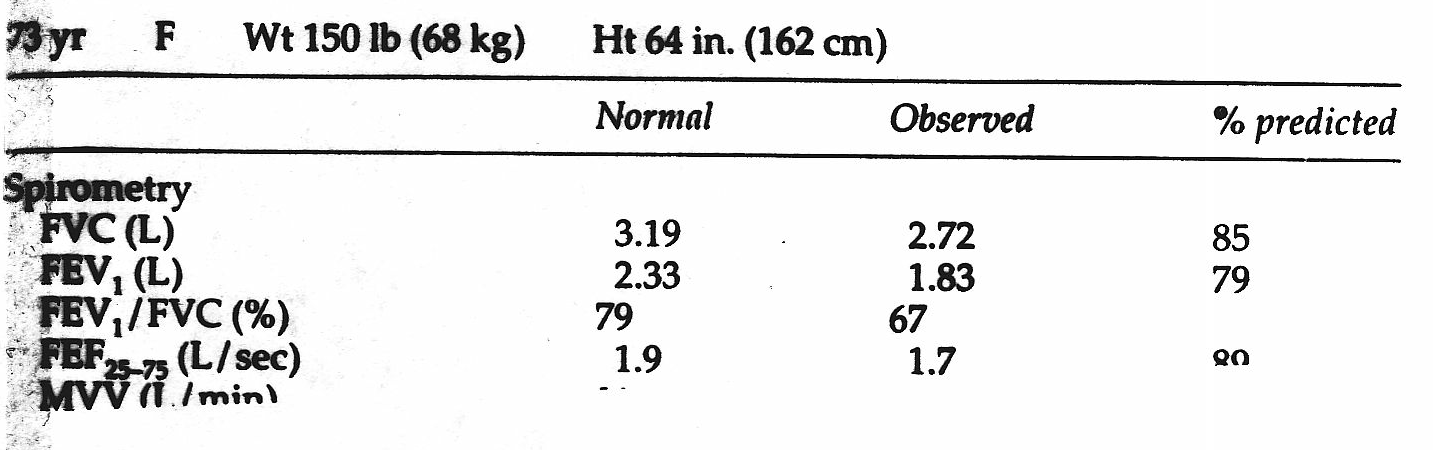 73 yr F Wt 150 lb (68 kg) Ht 64 in. (162 cm)
Normal Observed % predicted
Spirometry
FVC (L) 3.19 2.72 85
FEV₁ (L) 2.33 1.83 79
FEV₁/FVC (%) 79 67
FEF₂₅₋₇₅ (L/sec) 1.9 1.7
MVV (L/min)